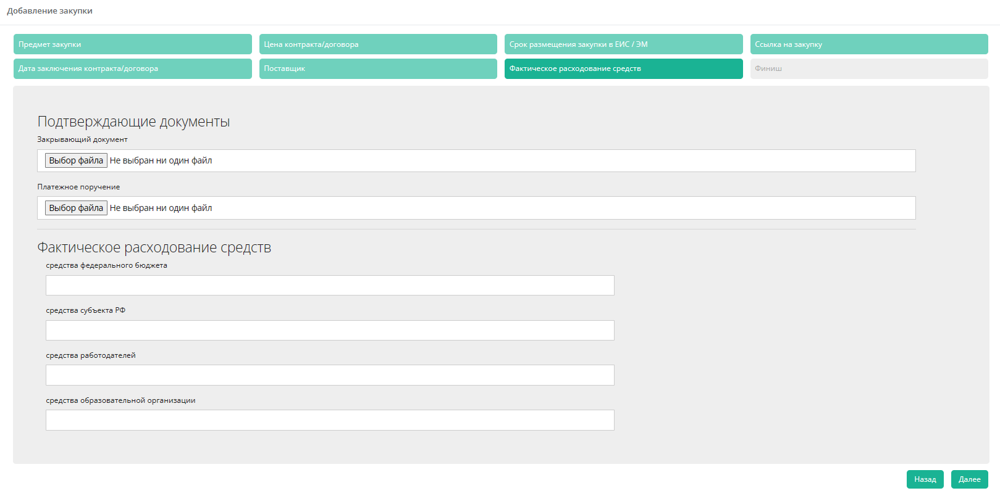 Добавление закупки
Предмет закупки
Цена контракта/договора
Срок размещения закупки в ЕИС / ЭМ
Ссылка на закупку
Дата заключения контракта/договора
Поставщик
Фактическое расходование средств
Финиш
Подтверждающие документы
Закрывающий документ
Выбор файла Не выбран ни один файл
Платежное поручение
Выбор файла Не выбран ни один файл
Фактическое расходование средств
средства федерального бюджета
средства субъекта РФ
средства работодателей
средства образовательной организации
Назад
Далее